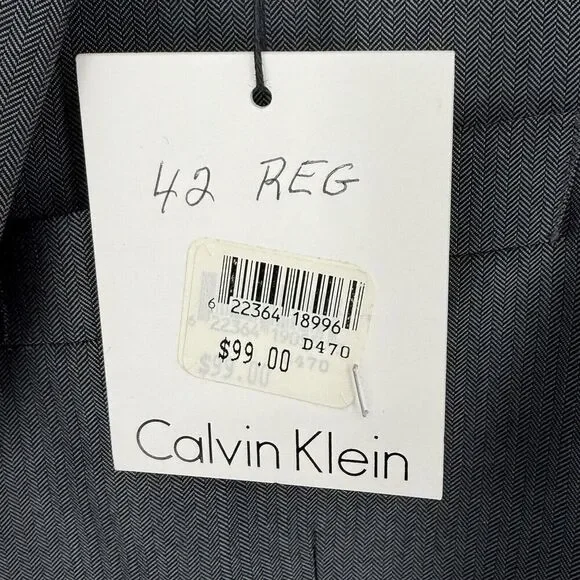 42 REG
6 22364 18996
D470
$99.00
Calvin Klein